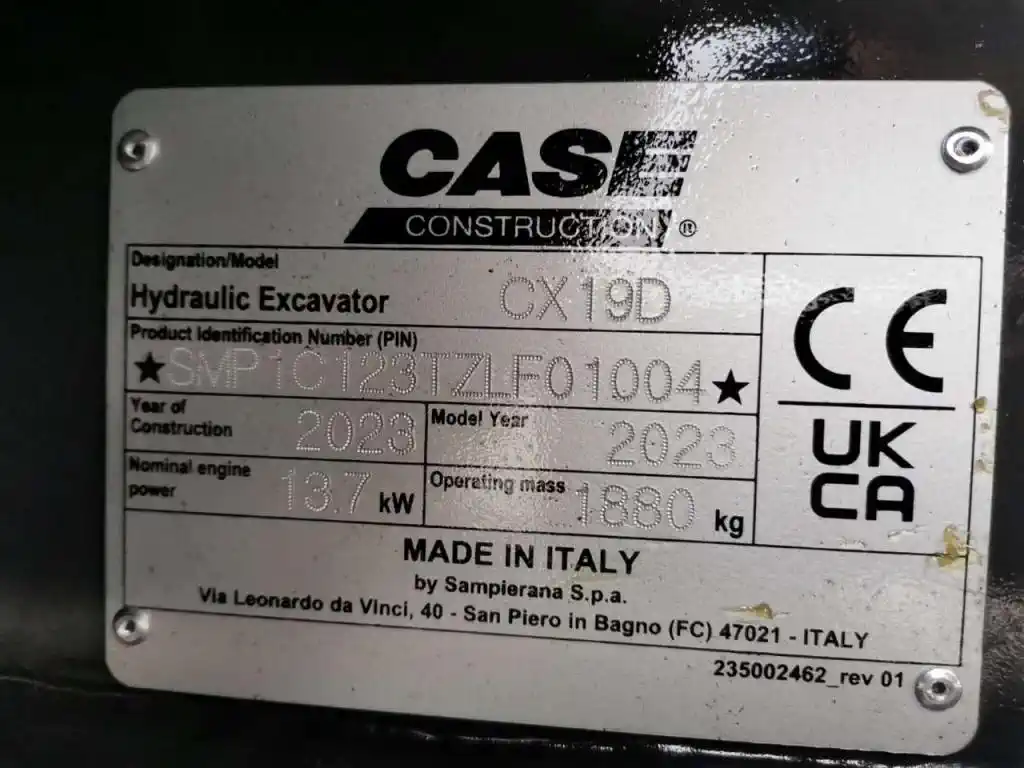 CASE
CONSTRUCTION ®
Designation/Model
Hydraulic Excavator CX19D
Product Identification Number (PIN)
★SMP1C123TZLF01004★
Year of Construction 2023
Model Year 2023
Nominal engine power 13.7 kW
Operating mass 1880 kg
CE
UK
CA
MADE IN ITALY
by Sampierana S.p.a.
Via Leonardo da Vinci, 40 - San Piero in Bagno (FC) 47021 - ITALY
235002462_rev 01